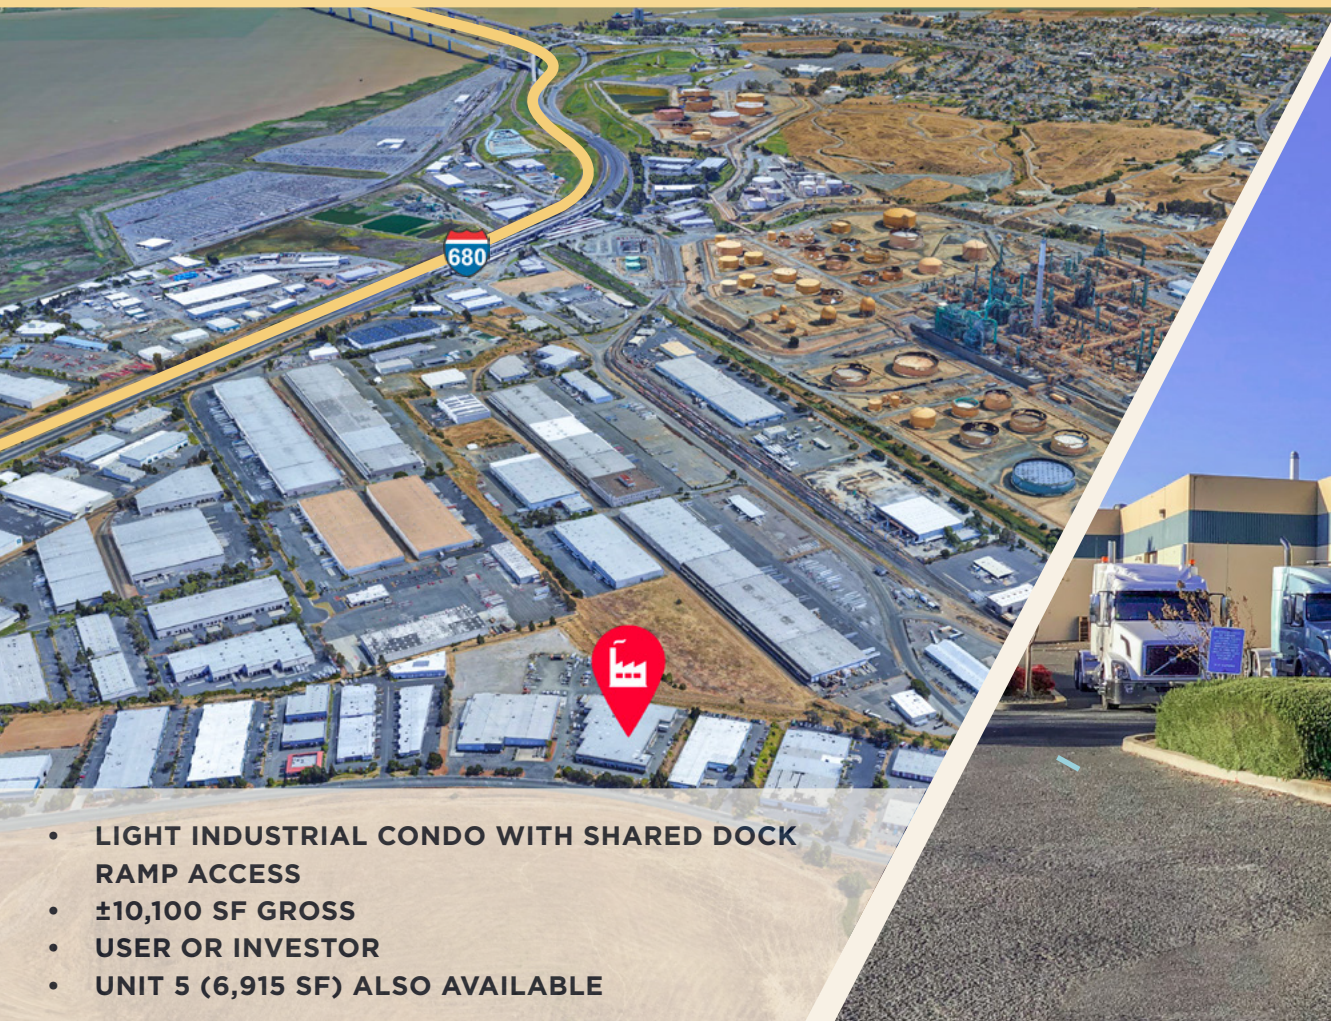 680
• LIGHT INDUSTRIAL CONDO WITH SHARED DOCK
RAMP ACCESS
• ±10,100 SF GROSS
• USER OR INVESTOR
• UNIT 5 (6,915 SF) ALSO AVAILABLE